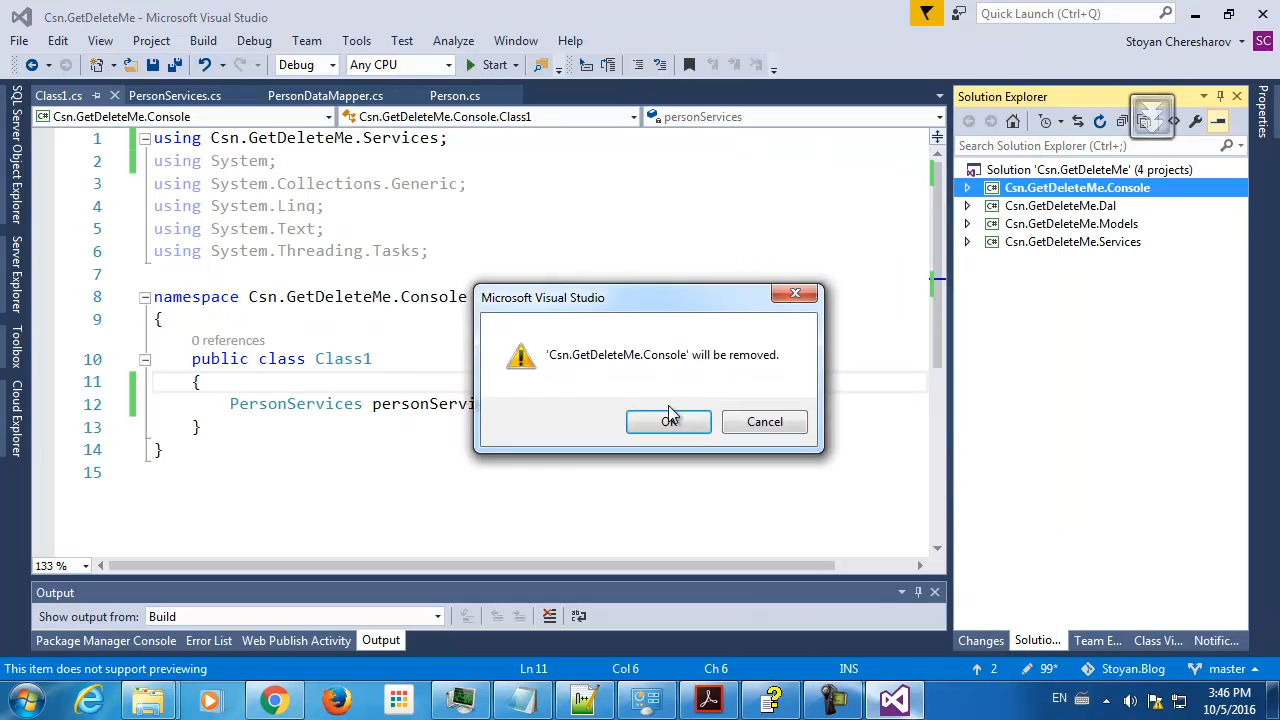 Csn.GetDeleteMe - Microsoft Visual Studio
Quick Launch (Ctrl+Q)
File Edit View Project Build Debug Team Tools Test Analyze Window Help
Stoyan Cheresharov SC
Debug Any CPU Start
Class1.cs PersonServices.cs PersonDataMapper.cs Person.cs
Csn.GetDeleteMe.Console Csn.GetDeleteMe.Console.Class1 personServices
1 using Csn.GetDeleteMe.Services;
2 using System;
3 using System.Collections.Generic;
4 using System.Linq;
5 using System.Text;
6 using System.Threading.Tasks;
7
8 namespace Csn.GetDeleteMe.Console
9 {
0 references
10 public class Class1
11 {
12 PersonServices personServi
13 }
14 }
15
133 %
SQL Server Object Explorer
Server Explorer
Toolbox
Cloud Explorer
Microsoft Visual Studio
'Csn.GetDeleteMe.Console' will be removed.
OK Cancel
Solution Explorer
Search Solution Explorer (Ctrl+;)
Solution 'Csn.GetDeleteMe' (4 projects)
C# Csn.GetDeleteMe.Console
C# Csn.GetDeleteMe.Dal
C# Csn.GetDeleteMe.Models
C# Csn.GetDeleteMe.Services
Properties
Output
Show output from: Build
Package Manager Console Error List Web Publish Activity Output
Changes Solutio... Team E... Class Vi... Notific...
This item does not support previewing Ln 11 Col 6 Ch 6 INS 2 99* Stoyan.Blog master
EN 3:46 PM
10/5/2016